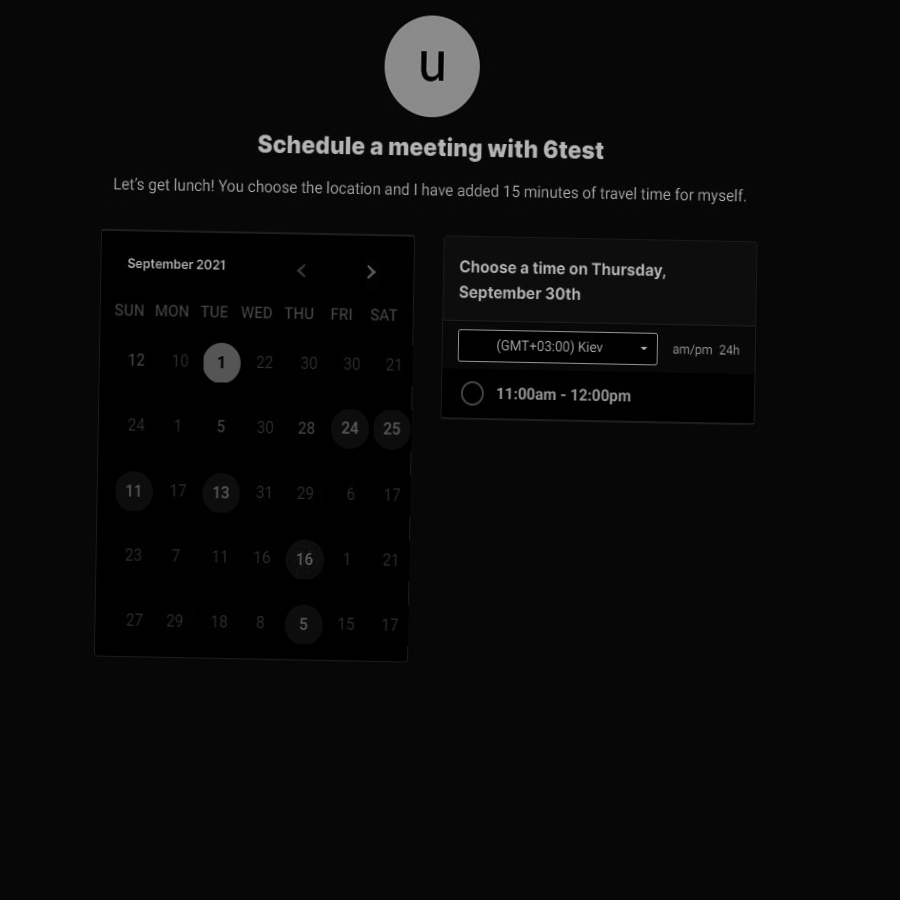 u
Schedule a meeting with 6test
Let's get lunch! You choose the location and I have added 15 minutes of travel time for myself.
September 2021
SUN MON TUE WED THU FRI SAT
12 10 1 22 30 30 21
24 1 5 30 28 24 25
11 17 13 31 29 6 17
23 7 11 16 16 1 21
27 29 18 8 5 15 17
Choose a time on Thursday,
September 30th
(GMT+03:00) Kiev am/pm 24h
11:00am - 12:00pm